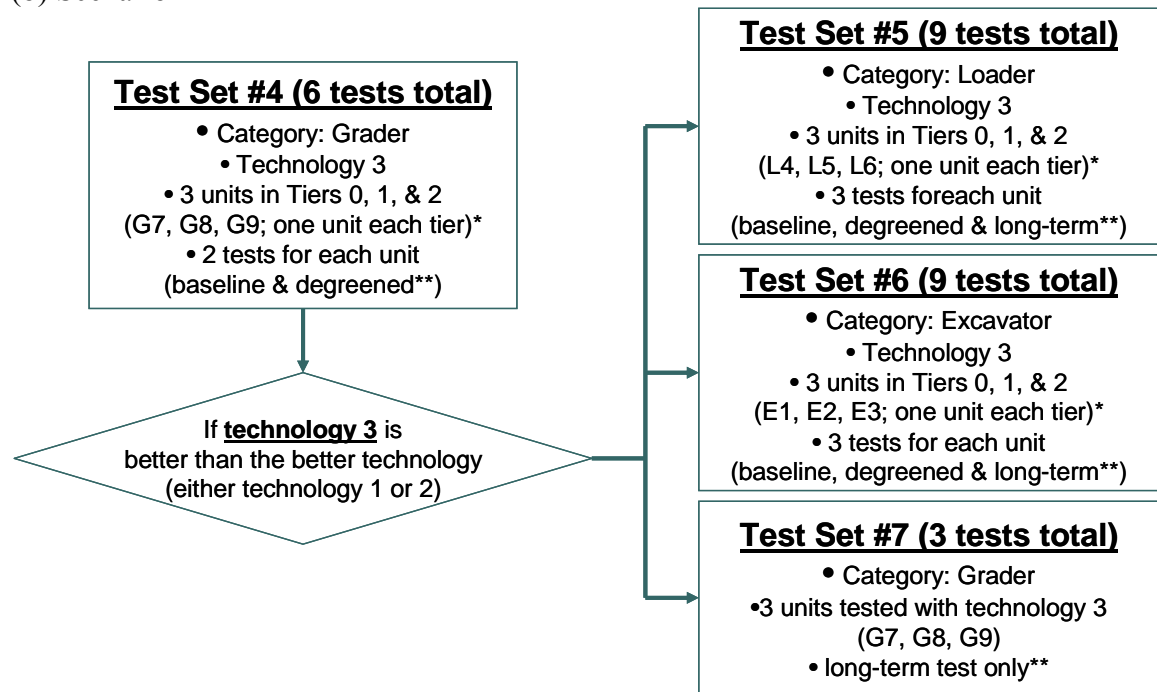 Test Set #4 (6 tests total)
• Category: Grader
• Technology 3
• 3 units in Tiers 0, 1, & 2
(G7, G8, G9; one unit each tier)*
• 2 tests for each unit
(baseline & degreened**)
If technology 3 is
better than the better technology
(either technology 1 or 2)
Test Set #5 (9 tests total)
• Category: Loader
• Technology 3
• 3 units in Tiers 0, 1, & 2
(L4, L5, L6; one unit each tier)*
• 3 tests foreach unit
(baseline, degreened & long-term**)
Test Set #6 (9 tests total)
• Category: Excavator
• Technology 3
• 3 units in Tiers 0, 1, & 2
(E1, E2, E3; one unit each tier)*
• 3 tests for each unit
(baseline, degreened & long-term**)
Test Set #7 (3 tests total)
• Category: Grader
•3 units tested with technology 3
(G7, G8, G9)
• long-term test only**